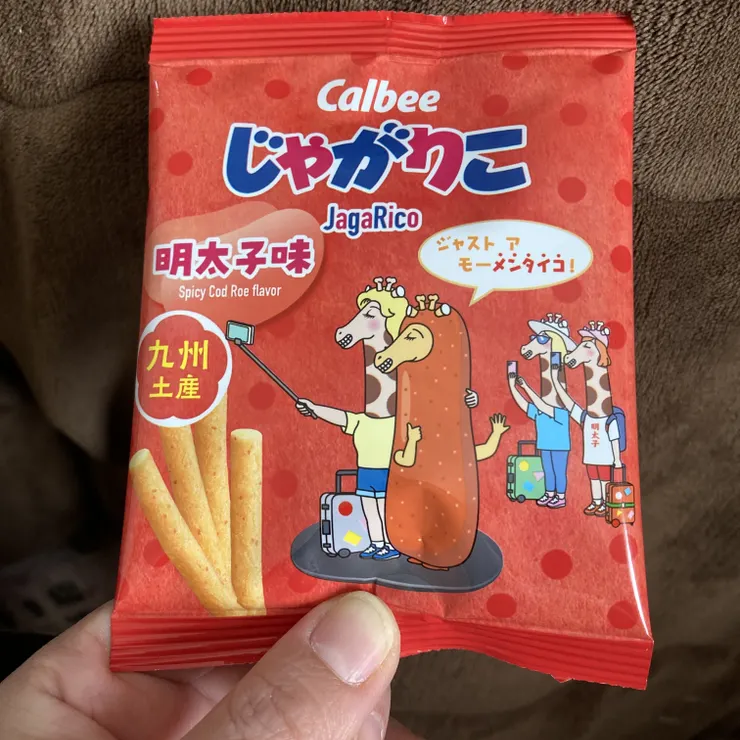 Calbee
じゃがりこ
JagaRico
明太子味
Spicy Cod Roe flavor
ジャスト ア
モーメンタイコ!
九州
土産
明太子